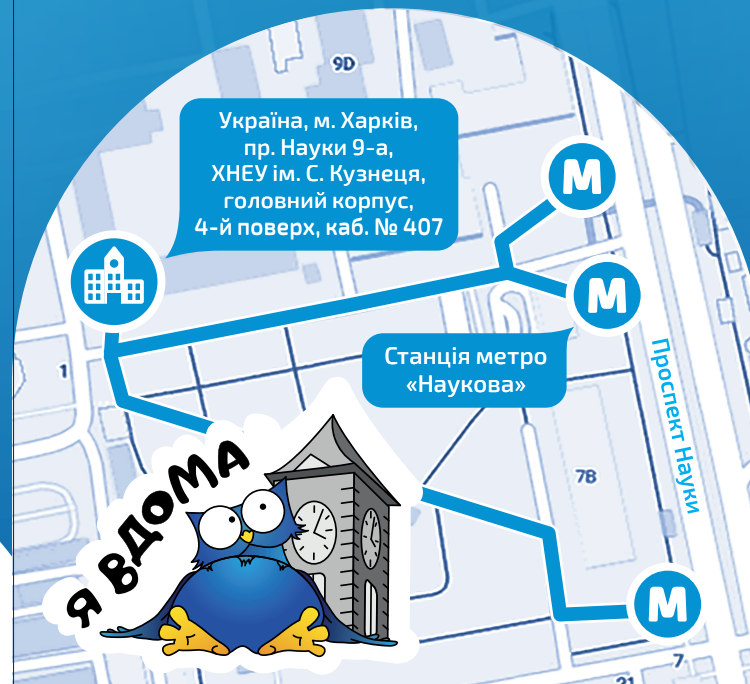 9D
Україна, м. Харків,
пр. Науки 9-а,
ХНЕУ ім. С. Кузнеця,
головний корпус,
4-й поверх, каб. № 407
М
М
Станція метро
«Наукова»
Проспект Науки
1
7В
Я ВДОМА
М
7
21